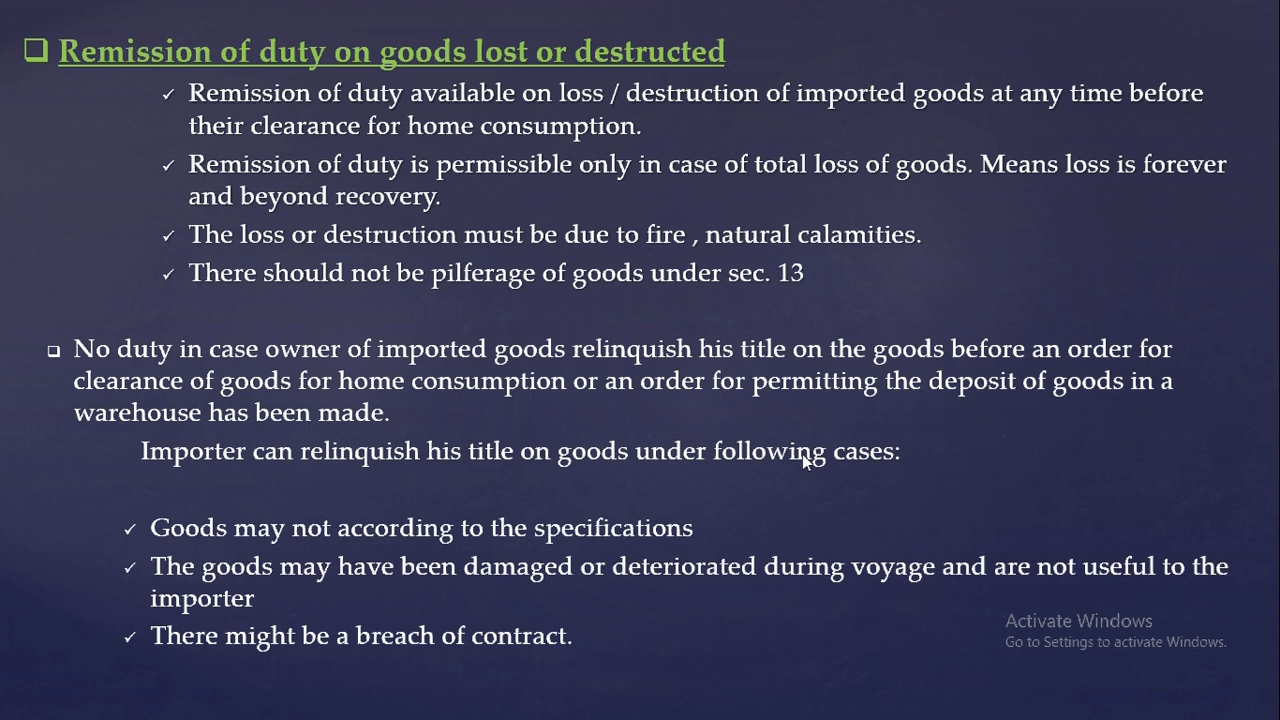 Remission of duty on goods lost or destructed
Remission of duty available on loss / destruction of imported goods at any time before
their clearance for home consumption.
Remission of duty is permissible only in case of total loss of goods. Means loss is forever
and beyond recovery.
The loss or destruction must be due to fire , natural calamities.
There should not be pilferage of goods under sec. 13
No duty in case owner of imported goods relinquish his title on the goods before an order for
clearance of goods for home consumption or an order for permitting the deposit of goods in a
warehouse has been made.
Importer can relinquish his title on goods under following cases:
Goods may not according to the specifications
The goods may have been damaged or deteriorated during voyage and are not useful to the
importer
There might be a breach of contract.
Activate Windows
Go to Settings to activate Windows.